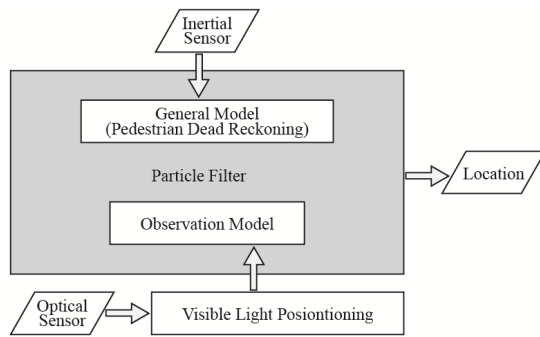 Inertial
Sensor
General Model
(Pedestrian Dead Reckoning)
Particle Filter
Location
Observation Model
Optical
Sensor
Visible Light Posiontioning